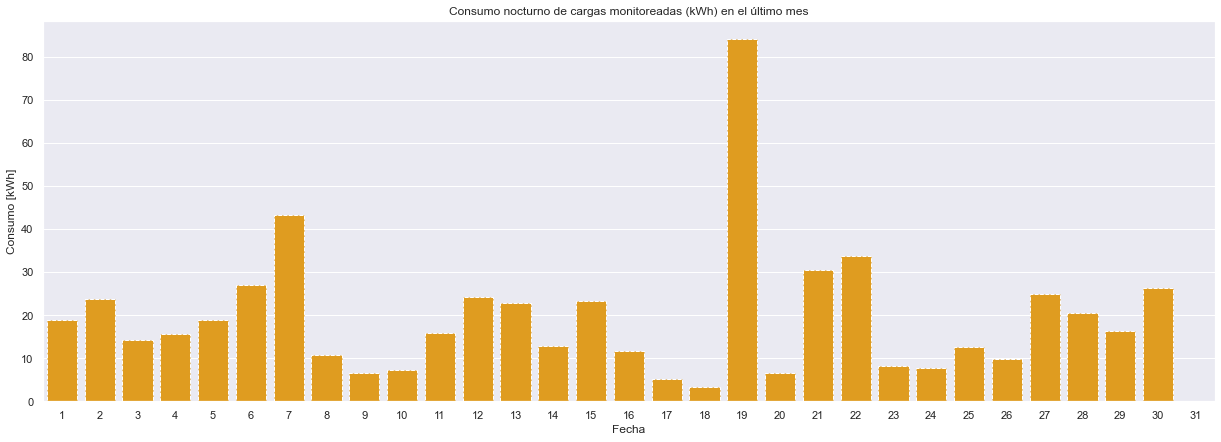 Consumo nocturno de cargas monitoreadas (kWh) en el último mes
Consumo [kWh]
80
70
60
50
40
30
20
10
0
1 2 3 4 5 6 7 8 9 10 11 12 13 14 15 16 17 18 19 20 21 22 23 24 25 26 27 28 29 30 31
Fecha